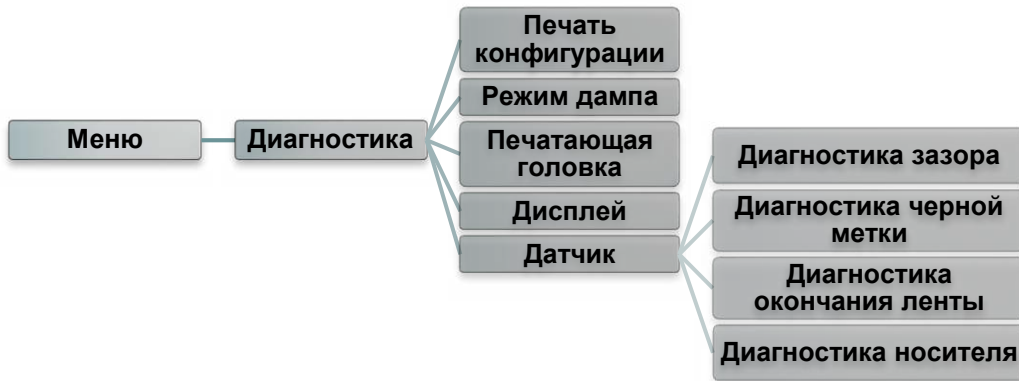 Меню
Диагностика
Печать
конфигурации
Режим дампа
Печатающая
головка
Дисплей
Датчик
Диагностика зазора
Диагностика черной
метки
Диагностика
окончания ленты
Диагностика носителя